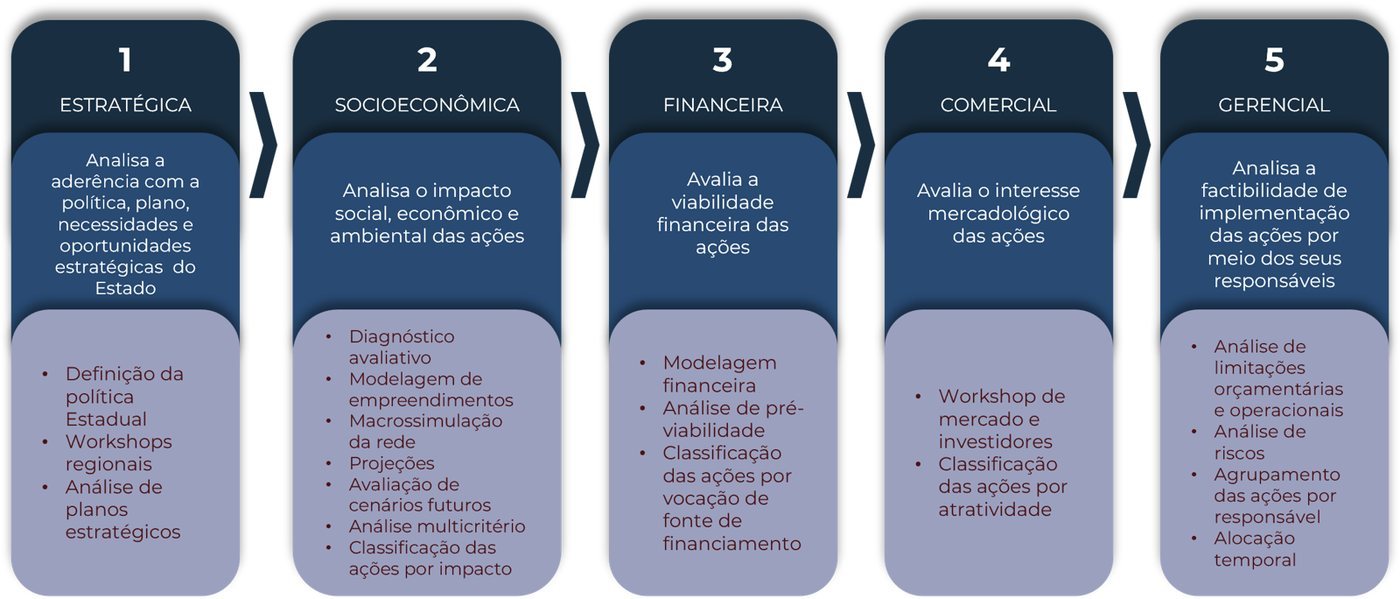 1
ESTRATÉGICA
Analisa a
aderência com a
política, plano,
necessidades e
oportunidades
estratégicas do
Estado
• Definição da
política
Estadual
• Workshops
regionais
• Análise de
planos
estratégicos
2
SOCIOECONÔMICA
Analisa o impacto
social, econômico e
ambiental das ações
• Diagnóstico
avaliativo
• Modelagem de
empreendimentos
• Macrossimulação
da rede
• Projeções
• Avaliação de
cenários futuros
• Análise multicritério
• Classificação das
ações por impacto
3
FINANCEIRA
Avalia a
viabilidade
financeira das
ações
• Modelagem
financeira
• Análise de pré-
viabilidade
• Classificação
das ações por
vocação de
fonte de
financiamento
4
COMERCIAL
Avalia o interesse
mercadológico
das ações
• Workshop de
mercado e
investidores
• Classificação
das ações por
atratividade
5
GERENCIAL
Analisa a
factibilidade de
implementação
das ações por
meio dos seus
responsáveis
• Análise de
limitações
orçamentárias
e operacionais
• Análise de
riscos
• Agrupamento
das ações por
responsável
• Alocação
temporal